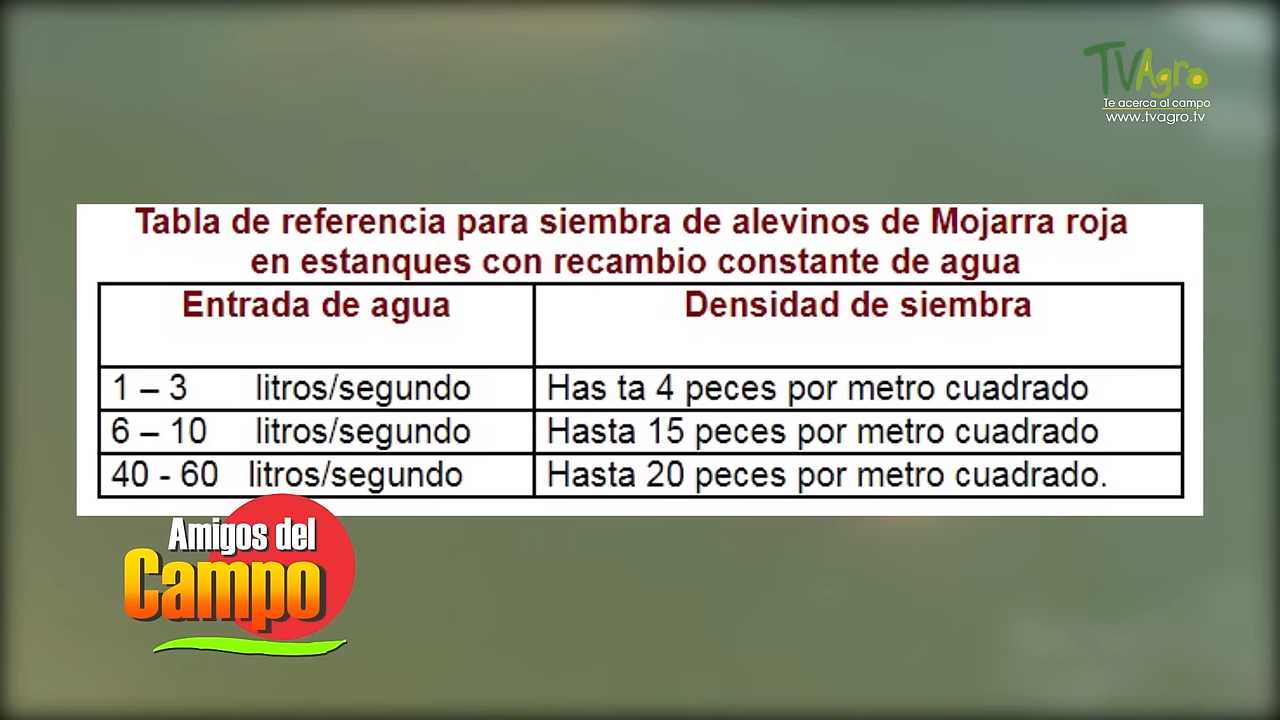 TVAgro
Te acerca al campo
www.tvagro.tv
Tabla de referencia para siembra de alevinos de Mojarra roja
en estanques con recambio constante de agua
Entrada de agua Densidad de siembra
1 – 3 litros/segundo Has ta 4 peces por metro cuadrado
6 – 10 litros/segundo Hasta 15 peces por metro cuadrado
40 - 60 litros/segundo Hasta 20 peces por metro cuadrado.
Amigos del
Campo